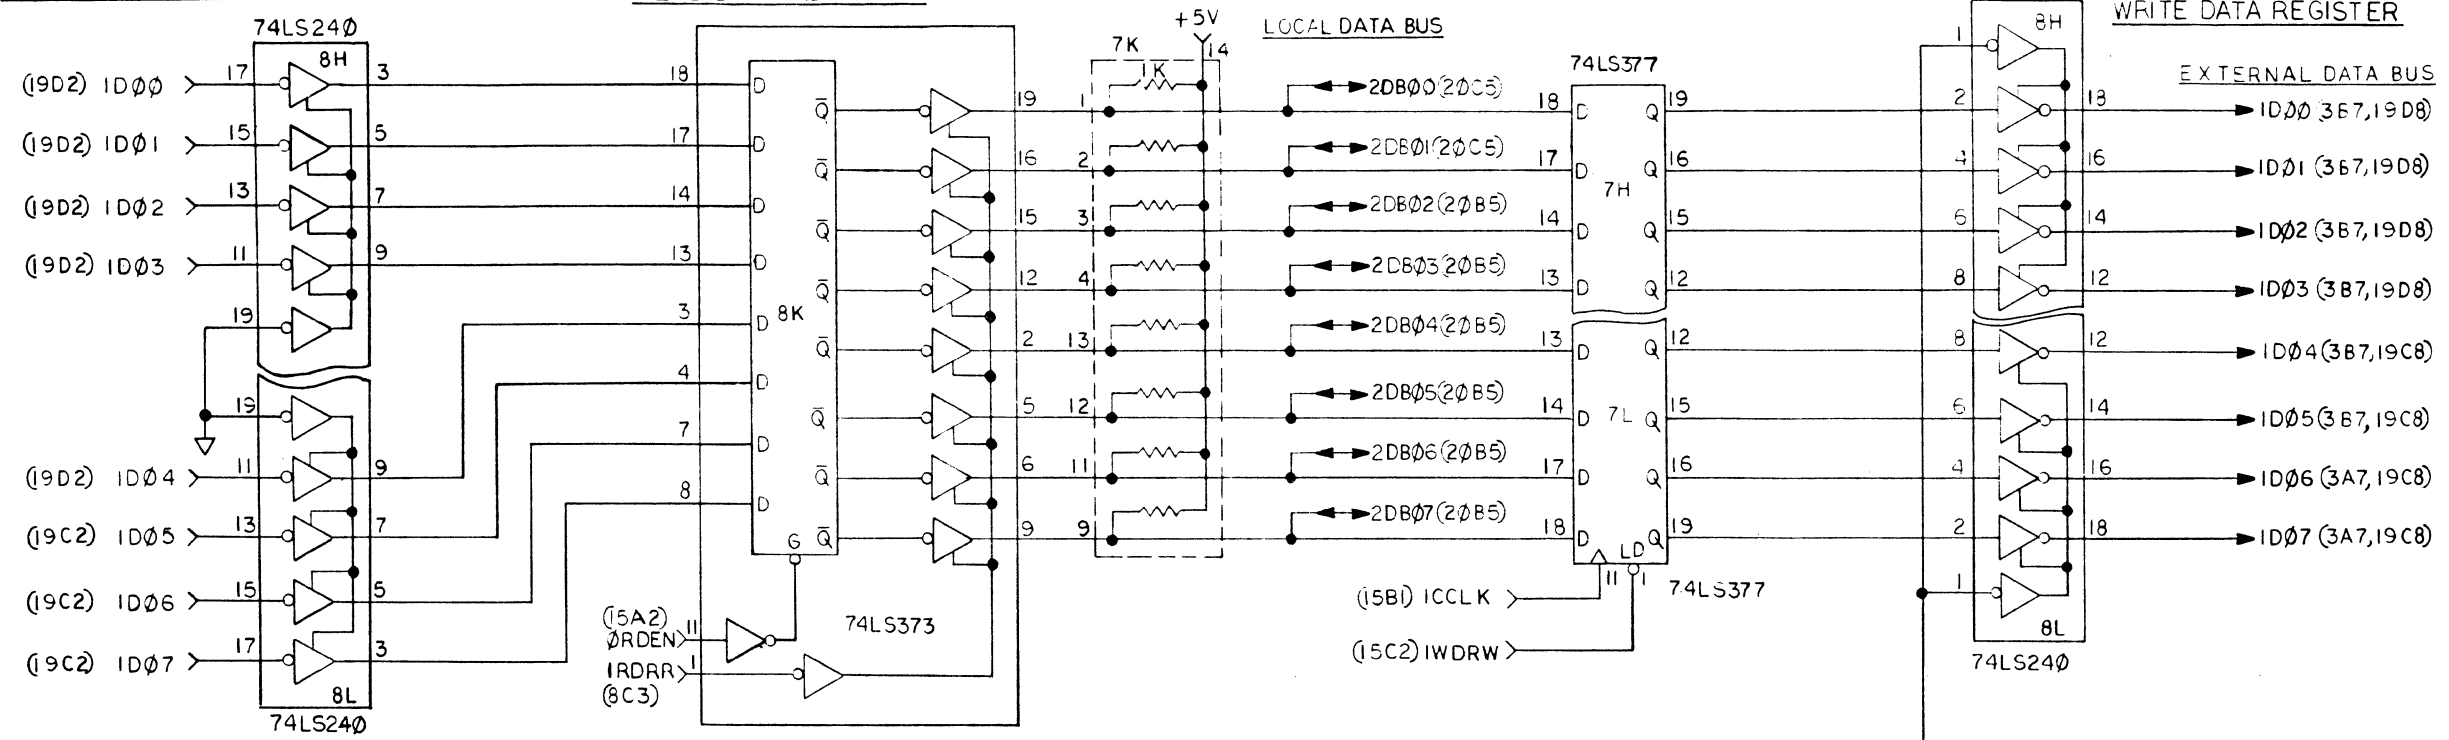 74LS24Ø
8H
(19D2) 1DØØ 17 3
(19D2) 1DØ1 15 5
(19D2) 1DØ2 13 7
(19D2) 1DØ3 11 9
19
19
(19D2) 1DØ4 11 9
(19C2) 1DØ5 13 7
(19C2) 1DØ6 15 5
(19C2) 1DØ7 17 3
8L
74LS24Ø
18 D
17 D
14 D
13 D
3 D
8K
4 D
7 D
8 D
G
Q̄ 19
Q̄ 16
Q̄ 15
Q̄ 12
Q̄ 2
Q̄ 5
Q̄ 6
Q̄ 9
(15A2)
ØRDEN 11
1RDRR 1
(8C3)
74LS373
+5V
14
7K
1K
1
2
3
4
13
12
11
9
LOCAL DATA BUS
2DBØØ(2ØC5)
2DBØ1(2ØC5)
2DBØ2(2ØB5)
2DBØ3(2ØB5)
2DBØ4(2ØB5)
2DBØ5(2ØB5)
2DBØ6(2ØB5)
2DBØ7(2ØB5)
74LS377
18 D Q 19
17 D Q 16
7H
14 D Q 15
13 D Q 12
13 D Q 12
14 D 7L Q 15
17 D Q 16
18 D LD Q 19
11 1
74LS377
(15B1) 1CCLK
(15C2) 1WDRW
WRITE DATA REGISTER
EXTERNAL DATA BUS
8H
1
2 18 1DØØ (3B7,19D8)
4 16 1DØ1 (3B7,19D8)
6 14 1DØ2 (3B7,19D8)
8 12 1DØ3 (3B7,19D8)
8 12 1DØ4 (3B7,19C8)
6 14 1DØ5 (3B7,19C8)
4 16 1DØ6 (3A7,19C8)
2 18 1DØ7 (3A7,19C8)
1
8L
74LS24Ø